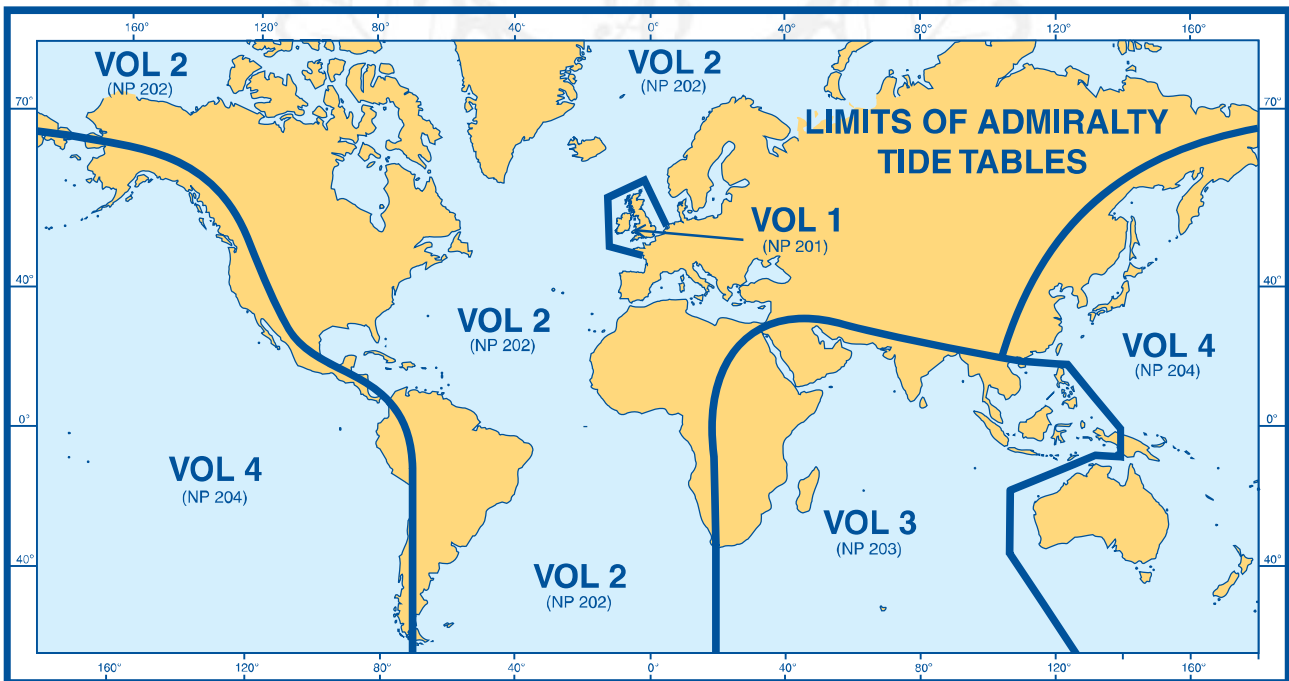 160° 120° 80° 40° 0° 40° 80° 120° 160°
VOL 2
(NP 202)
VOL 2
(NP 202)
70° 70°
LIMITS OF ADMIRALTY
TIDE TABLES
VOL 1
(NP 201)
40° 40°
VOL 2
(NP 202)
VOL 4
(NP 204)
0° 0°
VOL 4
(NP 204)
VOL 3
(NP 203)
40° 40°
VOL 2
(NP 202)
160° 120° 80° 40° 0° 40° 80° 120° 160°